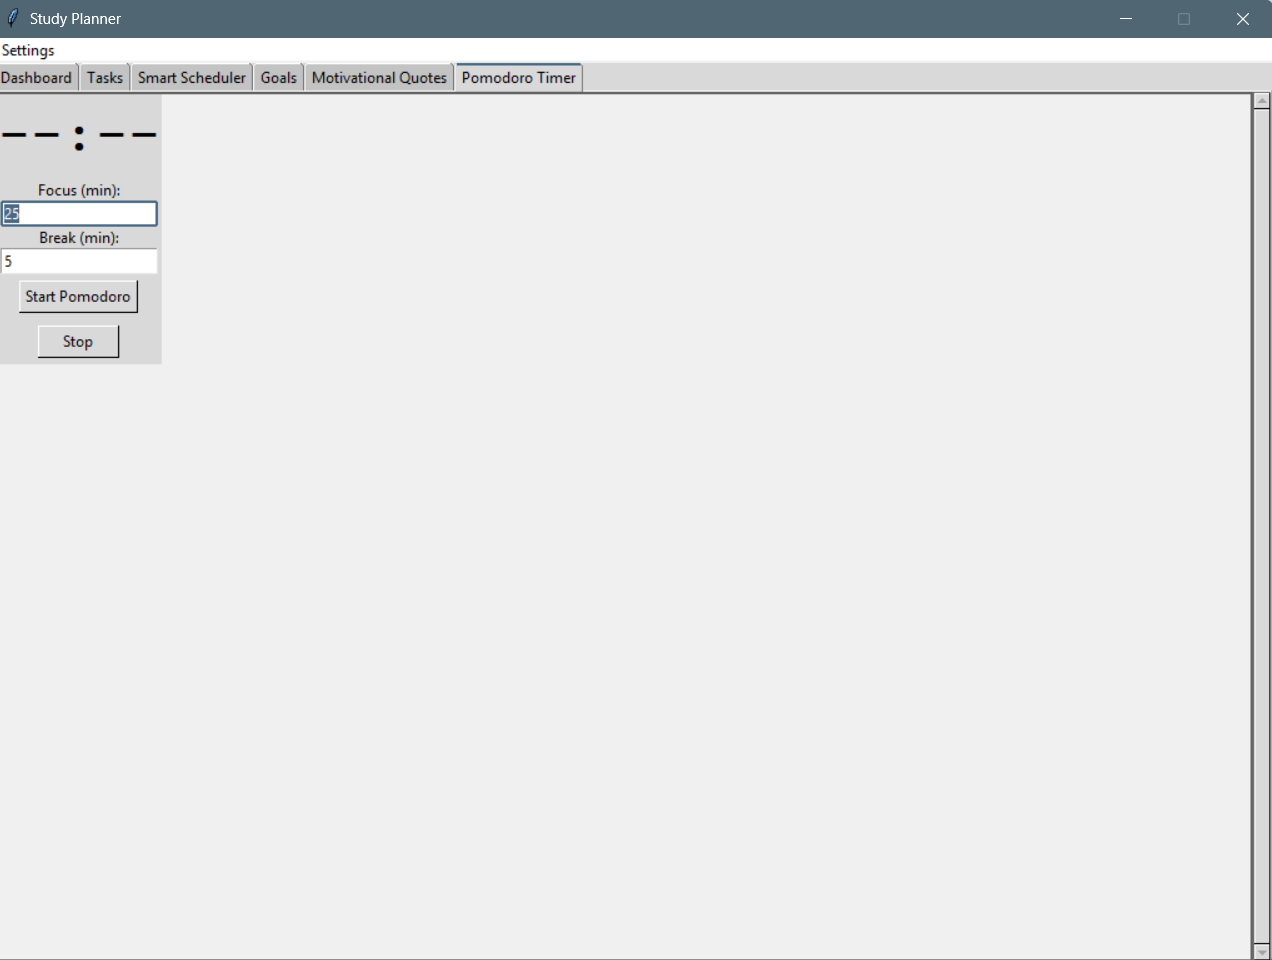 Study Planner
Settings
Dashboard Tasks Smart Scheduler Goals Motivational Quotes Pomodoro Timer
--:--
Focus (min):
25
Break (min):
5
Start Pomodoro
Stop